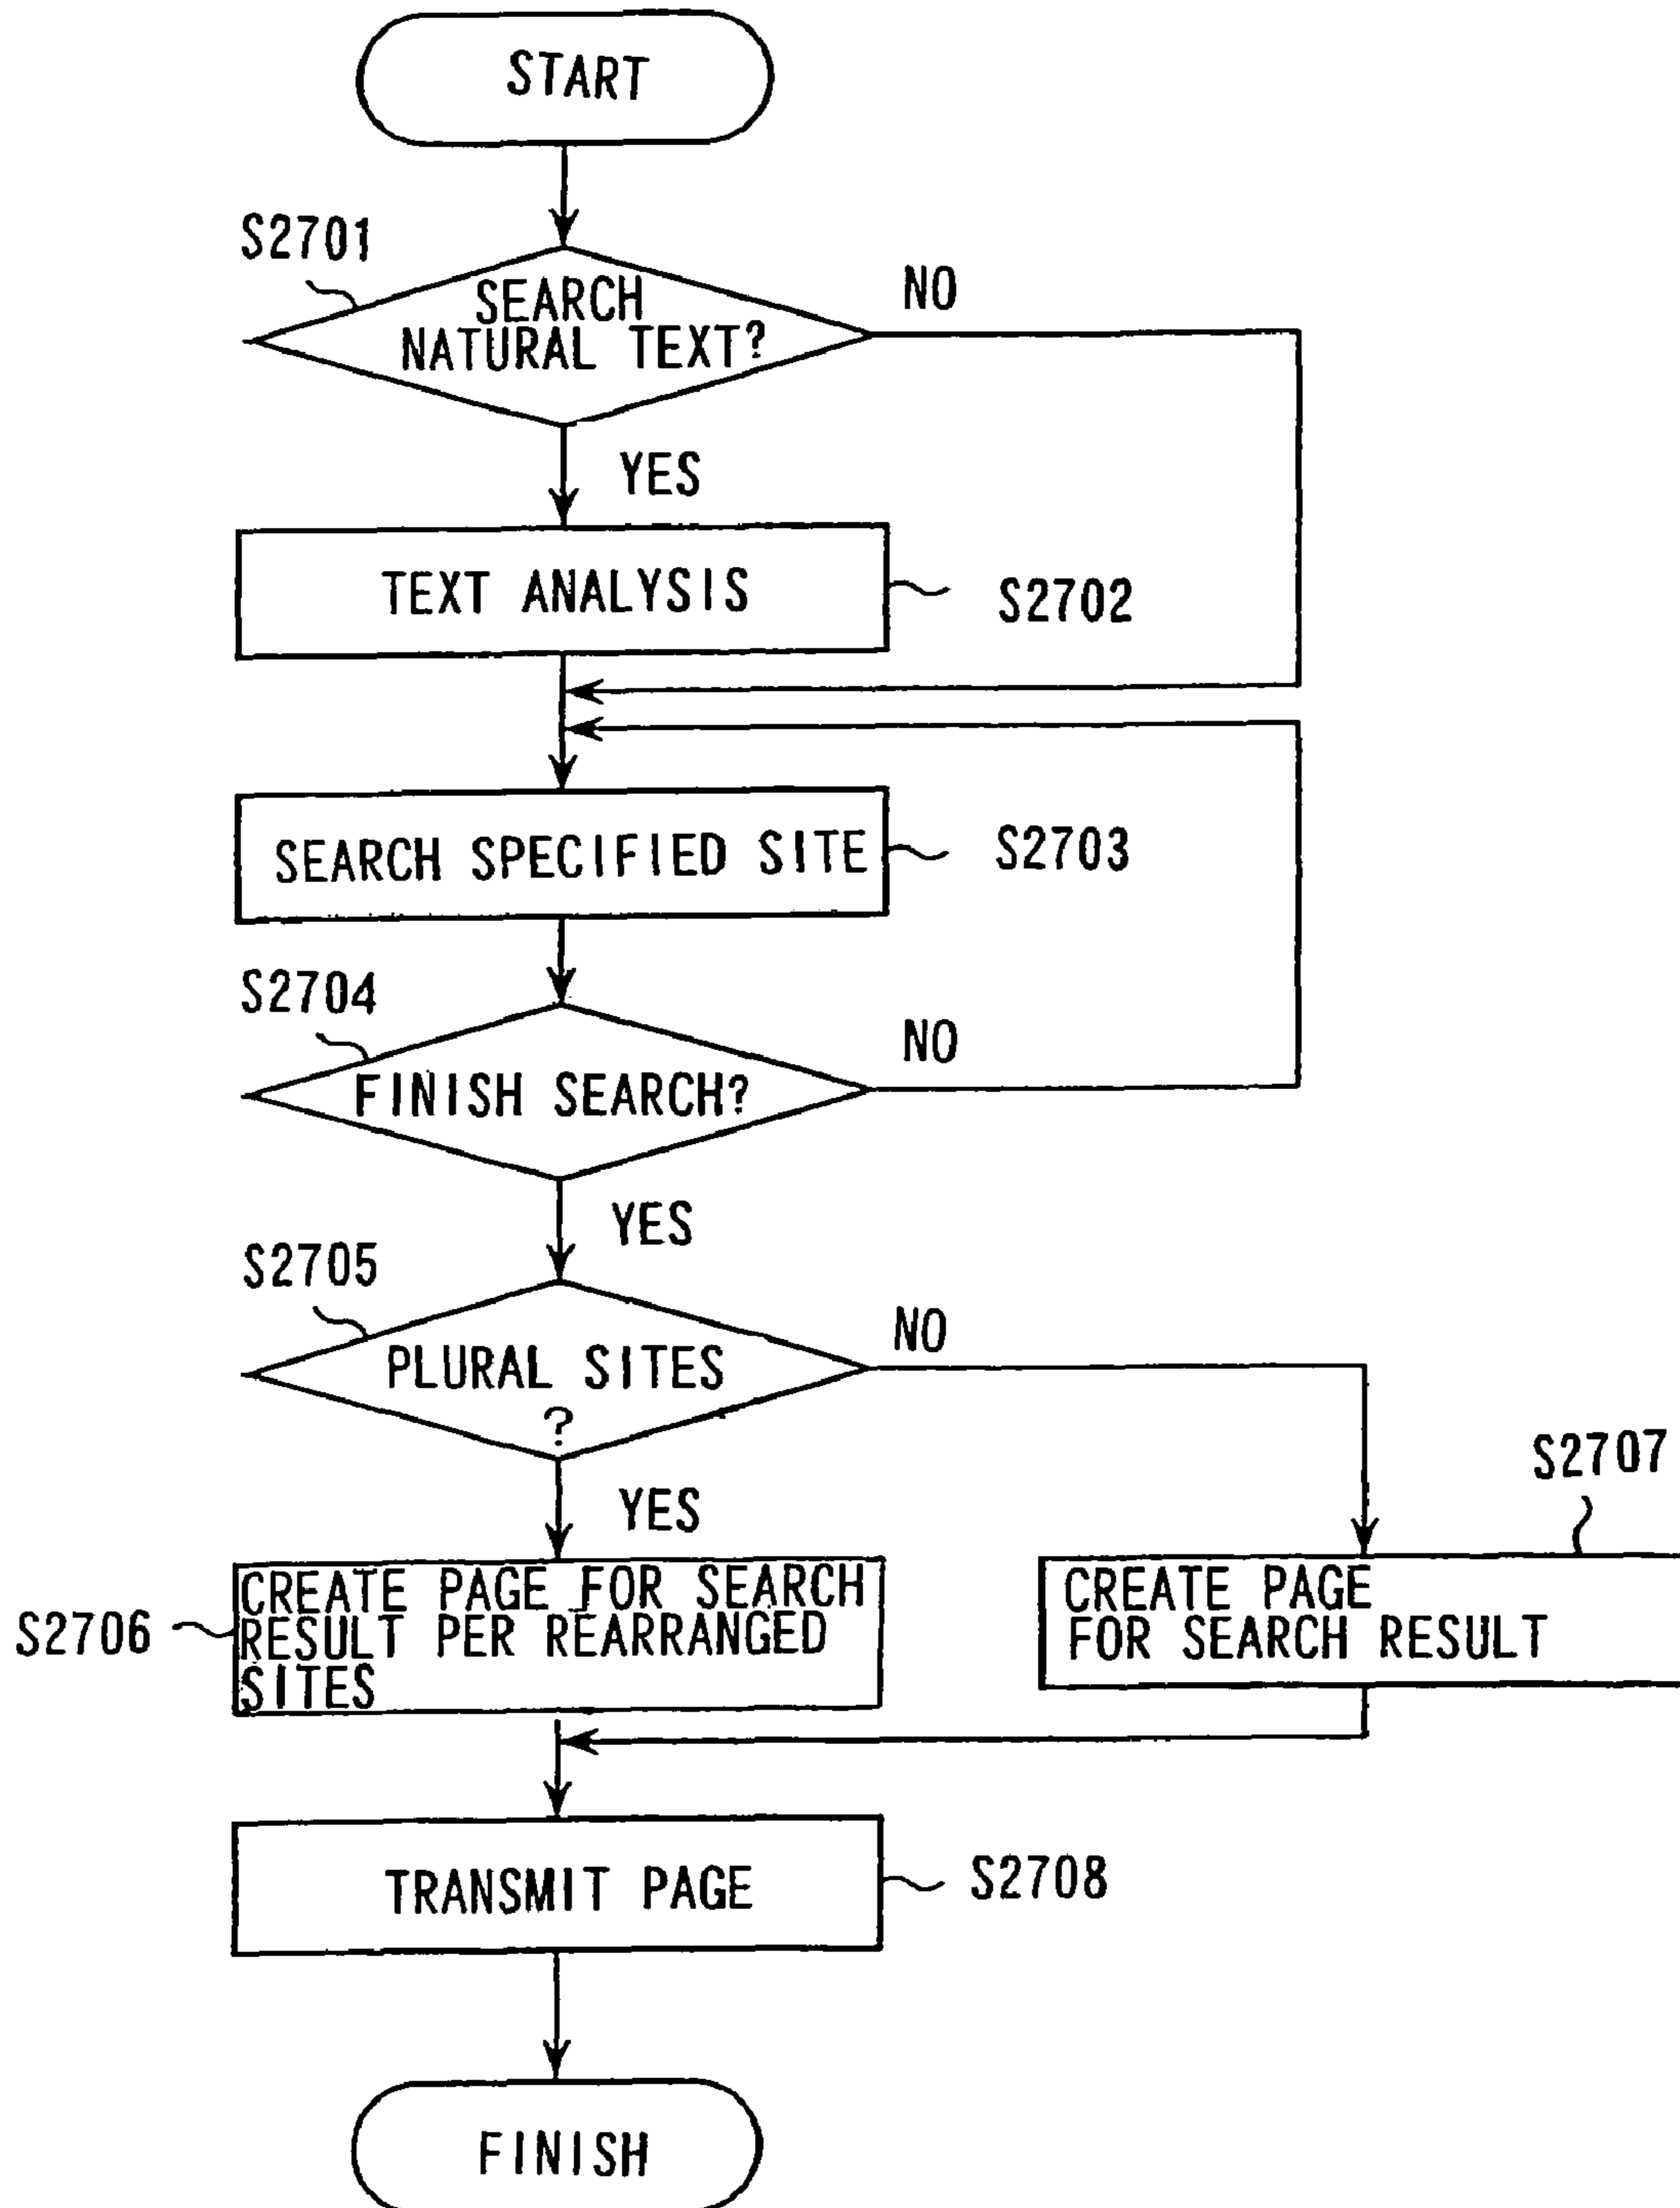 START
S2701
SEARCH
NATURAL TEXT?
NO
YES
TEXT ANALYSIS
S2702
SEARCH SPECIFIED SITE
S2703
S2704
FINISH SEARCH?
NO
YES
S2705
PLURAL SITES
?
NO
YES
S2706
CREATE PAGE FOR SEARCH
RESULT PER REARRANGED
SITES
S2707
CREATE PAGE
FOR SEARCH RESULT
TRANSMIT PAGE
S2708
FINISH